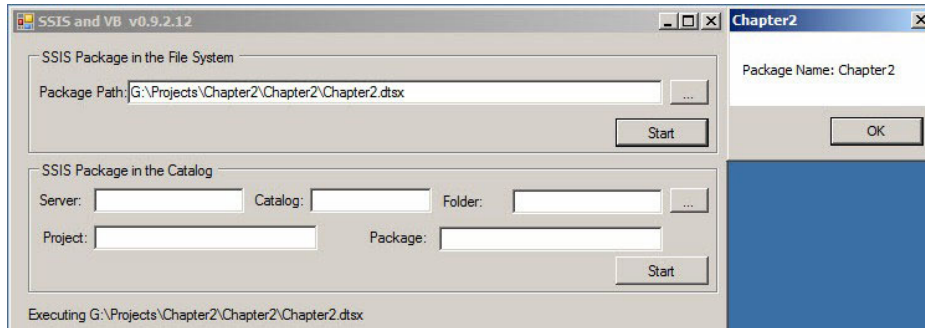 SSIS and VB v0.9.2.12
SSIS Package in the File System
Package Path: G:\Projects\Chapter2\Chapter2\Chapter2.dtsx ...
Start
SSIS Package in the Catalog
Server: Catalog: Folder: ...
Project: Package:
Start
Executing G:\Projects\Chapter2\Chapter2\Chapter2.dtsx
Chapter2
Package Name: Chapter2
OK